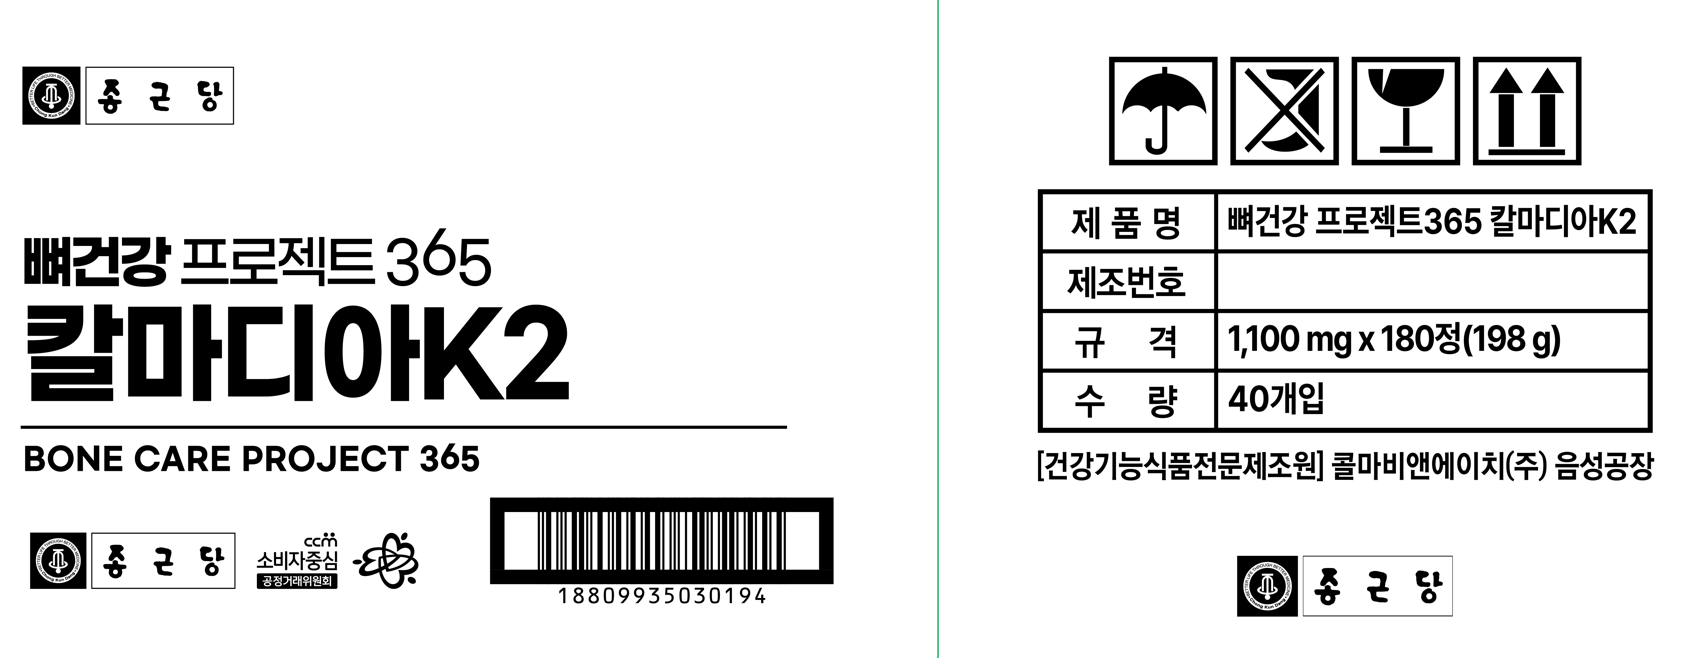 종근당
뼈건강 프로젝트 365
칼마디아K2
BONE CARE PROJECT 365
종근당
ccm
소비자중심
공정거래위원회
18809935030194
제품명 뼈건강 프로젝트365 칼마디아K2
제조번호
규격 1,100 mg x 180정(198 g)
수량 40개입
[건강기능식품전문제조원] 콜마비앤에이치(주) 음성공장
종근당